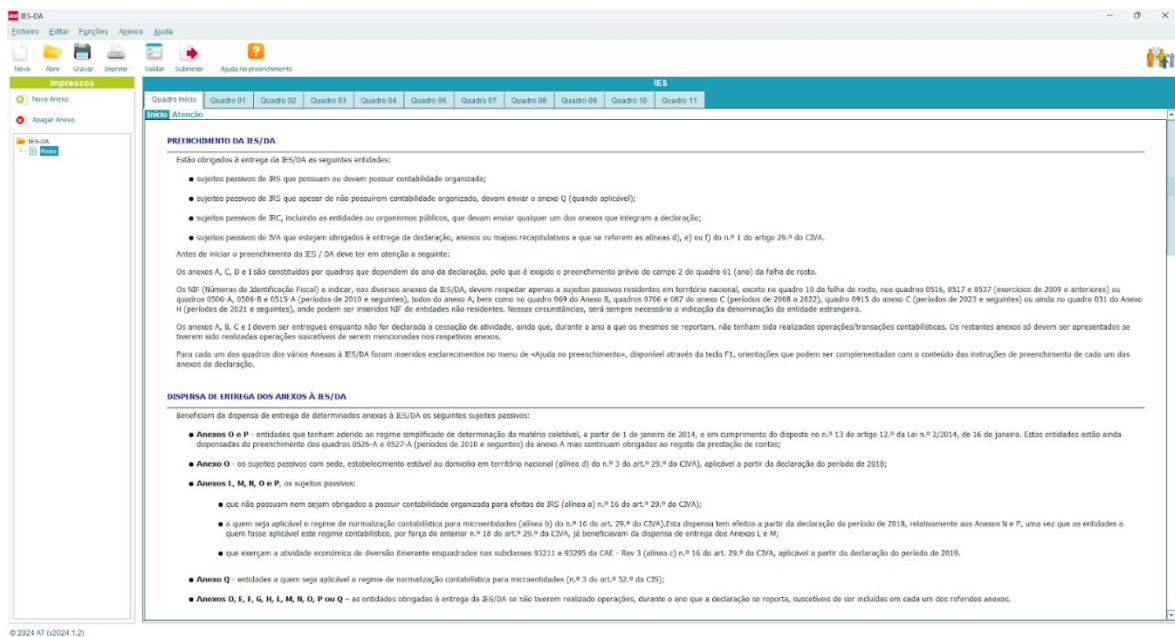 IES-DA
Ficheiro Editar Funções Anexos Ajuda
Novo Abrir Gravar Imprimir Validar Submeter Ajuda no preenchimento
Impressos
IES
Novo Anexo
Quadro Início Quadro 01 Quadro 02 Quadro 03 Quadro 04 Quadro 06 Quadro 07 Quadro 08 Quadro 09 Quadro 10 Quadro 11
Apagar Anexo
Início Atenção
IES-DA
Rosto
PREENCHIMENTO DA IES/DA
Estão obrigados à entrega da IES/DA as seguintes entidades:
● sujeitos passivos de IRS que possuam ou devam possuir contabilidade organizada;
● sujeitos passivos de IRS que apesar de não possuírem contabilidade organizada, devam enviar o anexo Q (quando aplicável);
● sujeitos passivos de IRC, incluindo as entidades ou organismos públicos, que devam enviar qualquer um dos anexos que integram a declaração;
● sujeitos passivos de IVA que estejam obrigados à entrega da declaração, anexos ou mapas recapitulativos a que se referem as alíneas d), e) ou f) do n.º 1 do artigo 29.º do CIVA.
Antes de iniciar o preenchimento da IES / DA deve ter em atenção o seguinte:
Os anexos A, C, D e I são constituídos por quadros que dependem do ano da declaração, pelo que é exigido o preenchimento prévio do campo 2 do quadro 01 (ano) da folha de rosto.
Os NIF (Números de Identificação Fiscal) a indicar, nos diversos anexos da IES/DA, devem respeitar apenas a sujeitos passivos residentes em território nacional, exceto no quadro 10 da folha de rosto, nos quadros 0516, 0517 e 0537 (exercícios de 2009 e anteriores) ou
quadros 0506-A, 0506-B e 0515-A (períodos de 2010 e seguintes), todos do anexo A, bem como no quadro 069 do Anexo B, quadros 0706 e 087 do anexo C (períodos de 2008 a 2022), quadro 0915 do anexo C (períodos de 2023 e seguintes) ou ainda no quadro 031 do Anexo
H (períodos de 2021 e seguintes), onde podem ser inseridos NIF de entidades não residentes. Nessas circunstâncias, será sempre necessário a indicação da denominação da entidade estrangeira.
Os anexos A, B, C e I devem ser entregues enquanto não for declarada a cessação de atividade, ainda que, durante o ano a que os mesmos se reportam, não tenham sido realizadas operações/transações contabilísticas. Os restantes anexos só devem ser apresentados se
tiverem sido realizadas operações suscetíveis de serem mencionadas nos respetivos anexos.
Para cada um dos quadros dos vários Anexos à IES/DA foram inseridos esclarecimentos no menu de «Ajuda no preenchimento», disponível através da tecla F1, orientações que podem ser complementadas com o conteúdo das instruções de preenchimento de cada um dos
anexos da declaração.
DISPENSA DE ENTREGA DOS ANEXOS À IES/DA
Beneficiam da dispensa de entrega de determinados anexos à IES/DA os seguintes sujeitos passivos:
● Anexos O e P - entidades que tenham aderido ao regime simplificado de determinação da matéria coletável, a partir de 1 de janeiro de 2014, e em cumprimento do disposto no n.º 13 do artigo 12.º da Lei n.º 2/2014, de 16 de janeiro. Estas entidades estão ainda
dispensadas do preenchimento dos quadros 0526-A e 0527-A (períodos de 2010 e seguintes) do anexo A mas continuam obrigadas ao registo da prestação de contas;
● Anexo O - os sujeitos passivos com sede, estabelecimento estável ou domicílio em território nacional (alínea d) do n.º 3 do art.º 29.º do CIVA), aplicável a partir da declaração do período de 2018;
● Anexos L, M, N, O e P, os sujeitos passivos:
● que não possuam nem sejam obrigados a possuir contabilidade organizada para efeitos de IRS (alínea a) n.º 16 do art.º 29.º do CIVA);
● a quem seja aplicável o regime de normalização contabilística para microentidades (alínea b) do n.º 16 do art. 29.º do CIVA).Esta dispensa tem efeitos a partir da declaração do período de 2018, relativamente aos Anexos N e P, uma vez que as entidades a
quem fosse aplicável este regime contabilístico, por força do anterior n.º 18 do art.º 29.º do CIVA, já beneficiavam da dispensa de entrega dos Anexos L e M;
● que exerçam a atividade económica de diversão itinerante enquadrados nas subclasses 93211 e 93295 da CAE - Rev 3 (alínea c) n.º 16 do art. 29.º do CIVA, aplicável a partir da declaração do período de 2019.
● Anexo Q - entidades a quem seja aplicável o regime de normalização contabilística para microentidades (n.º 3 do art.º 52.º do CIS);
● Anexos D, E, F, G, H, L, M, N, O, P ou Q – as entidades obrigadas à entrega da IES/DA se não tiverem realizado operações, durante o ano que a declaração se reporta, suscetíveis de ser incluídas em cada um dos referidos anexos.
© 2024 AT (v2024.1.2)